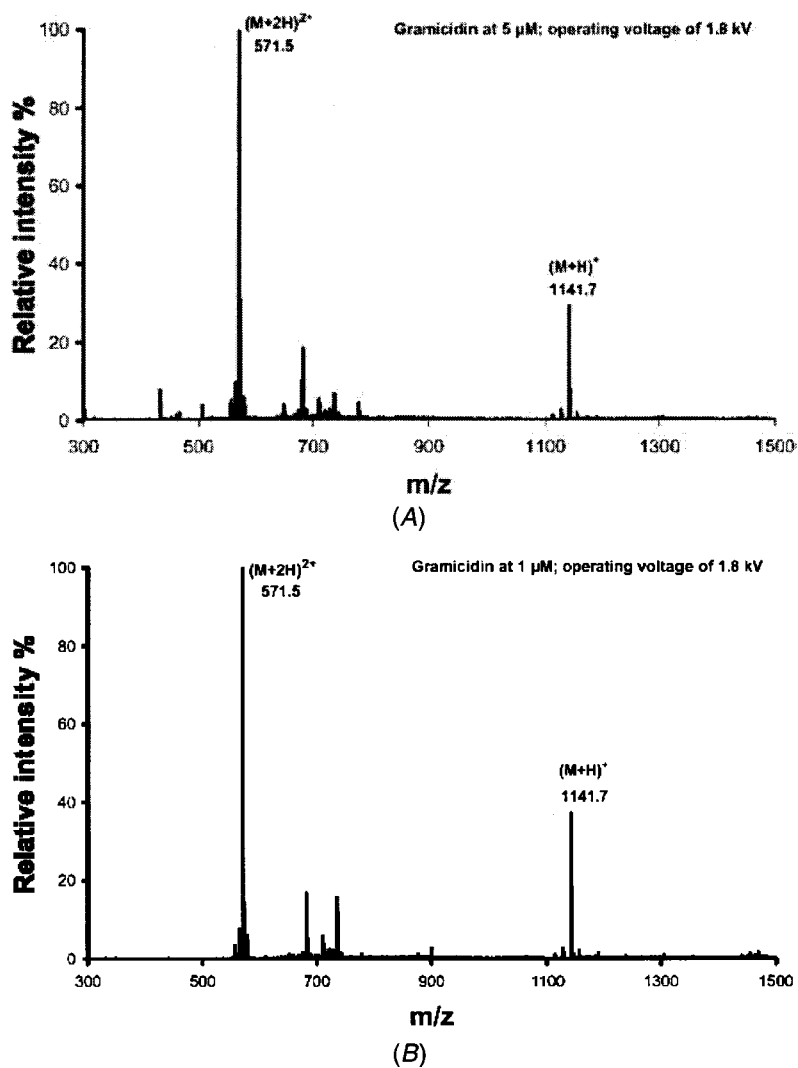 Gramicidin at 5 µM; operating voltage of 1.8 kV
(M+2H)²⁺
571.5
(M+H)⁺
1141.7
Relative intensity %
100
80
60
40
20
0
300 500 700 900 1100 1300 1500
m/z
(A)
Gramicidin at 1 µM; operating voltage of 1.8 kV
(M+2H)²⁺
571.5
(M+H)⁺
1141.7
Relative intensity %
100
80
60
40
20
0
300 500 700 900 1100 1300 1500
m/z
(B)